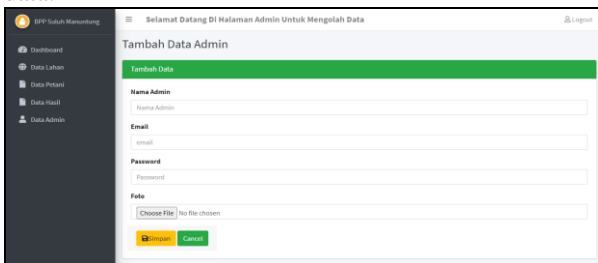 BPP Suluh Manuntung
Selamat Datang Di Halaman Admin Untuk Mengolah Data
Logout
Dashboard
Data Lahan
Data Petani
Data Hasil
Data Admin
Tambah Data Admin
Tambah Data
Nama Admin
Nama Admin
Email
email
Password
Password
Foto
Choose File No file chosen
Simpan Cancel